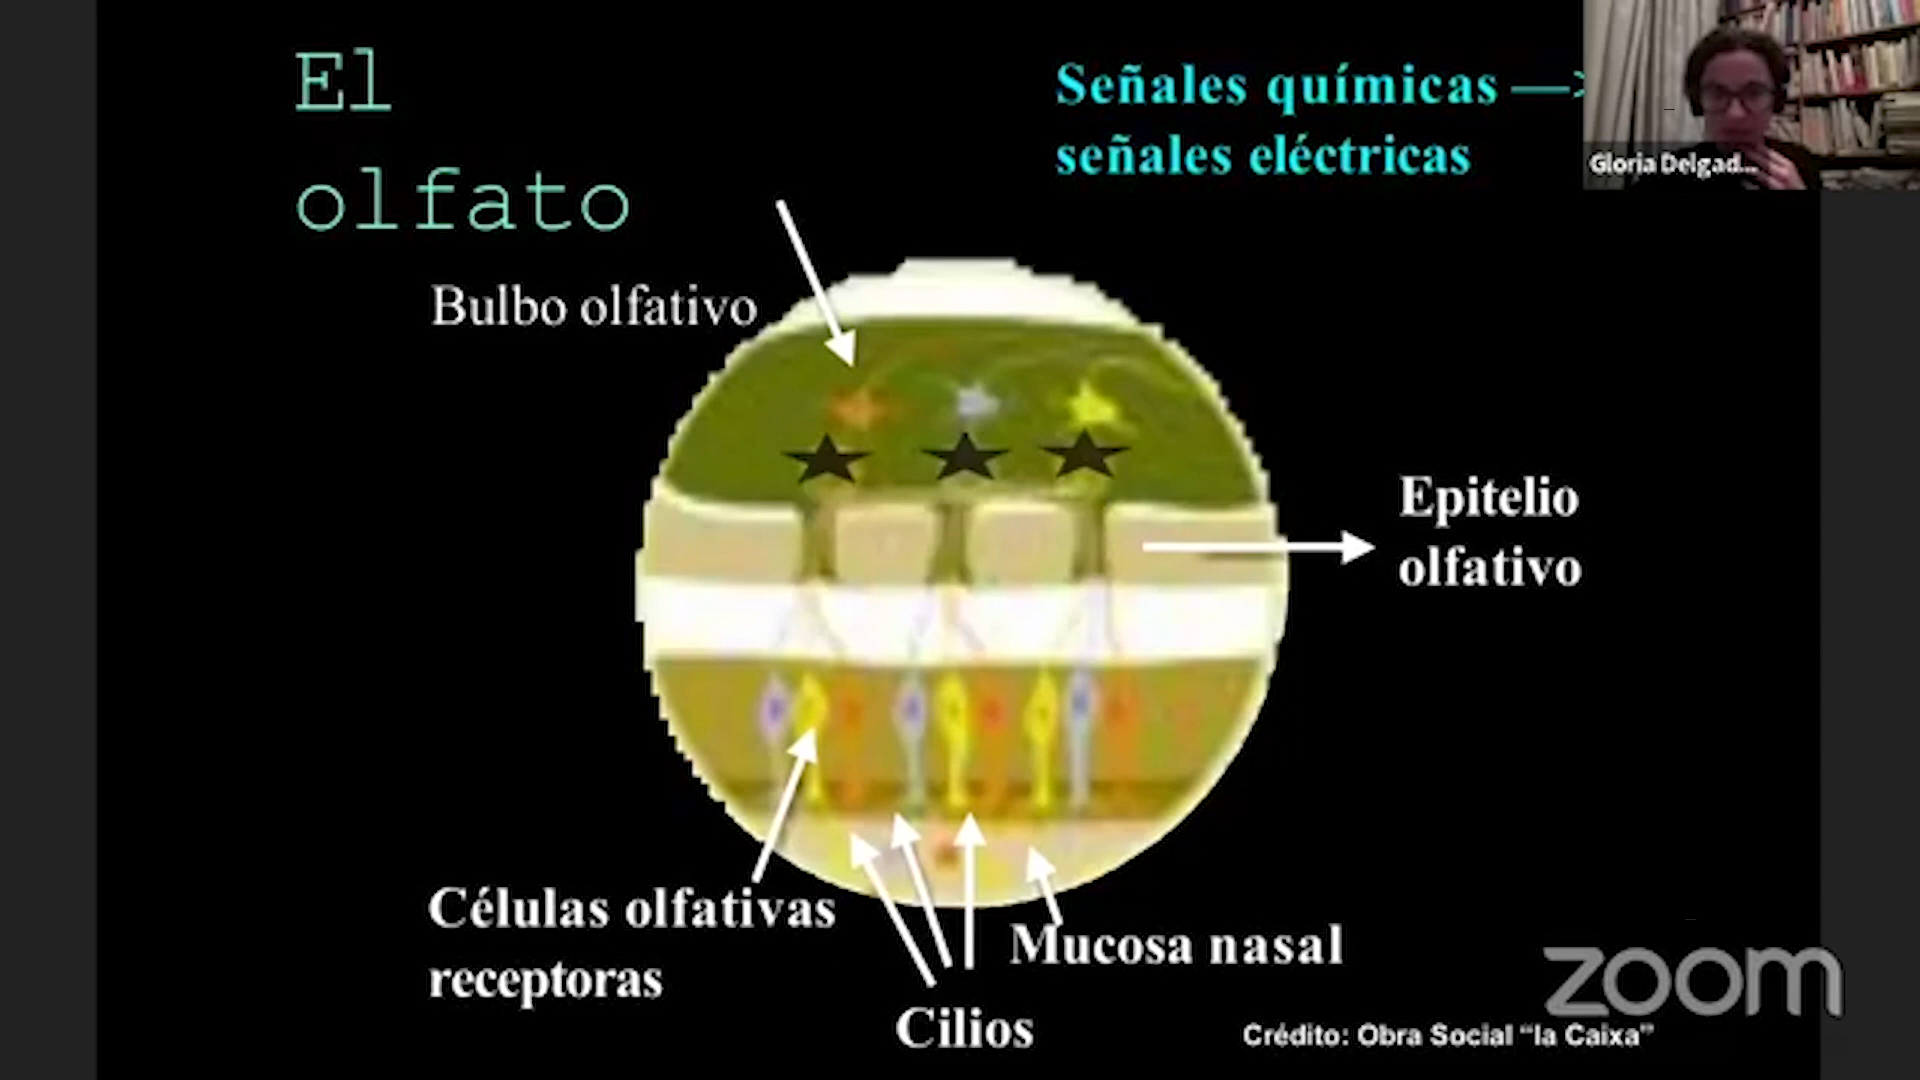 El
olfato
Señales químicas —>
señales eléctricas
Gloria Delgad...
Bulbo olfativo
Epitelio
olfativo
Células olfativas
receptoras
Mucosa nasal
Cilios
zoom
Crédito: Obra Social “la Caixa”